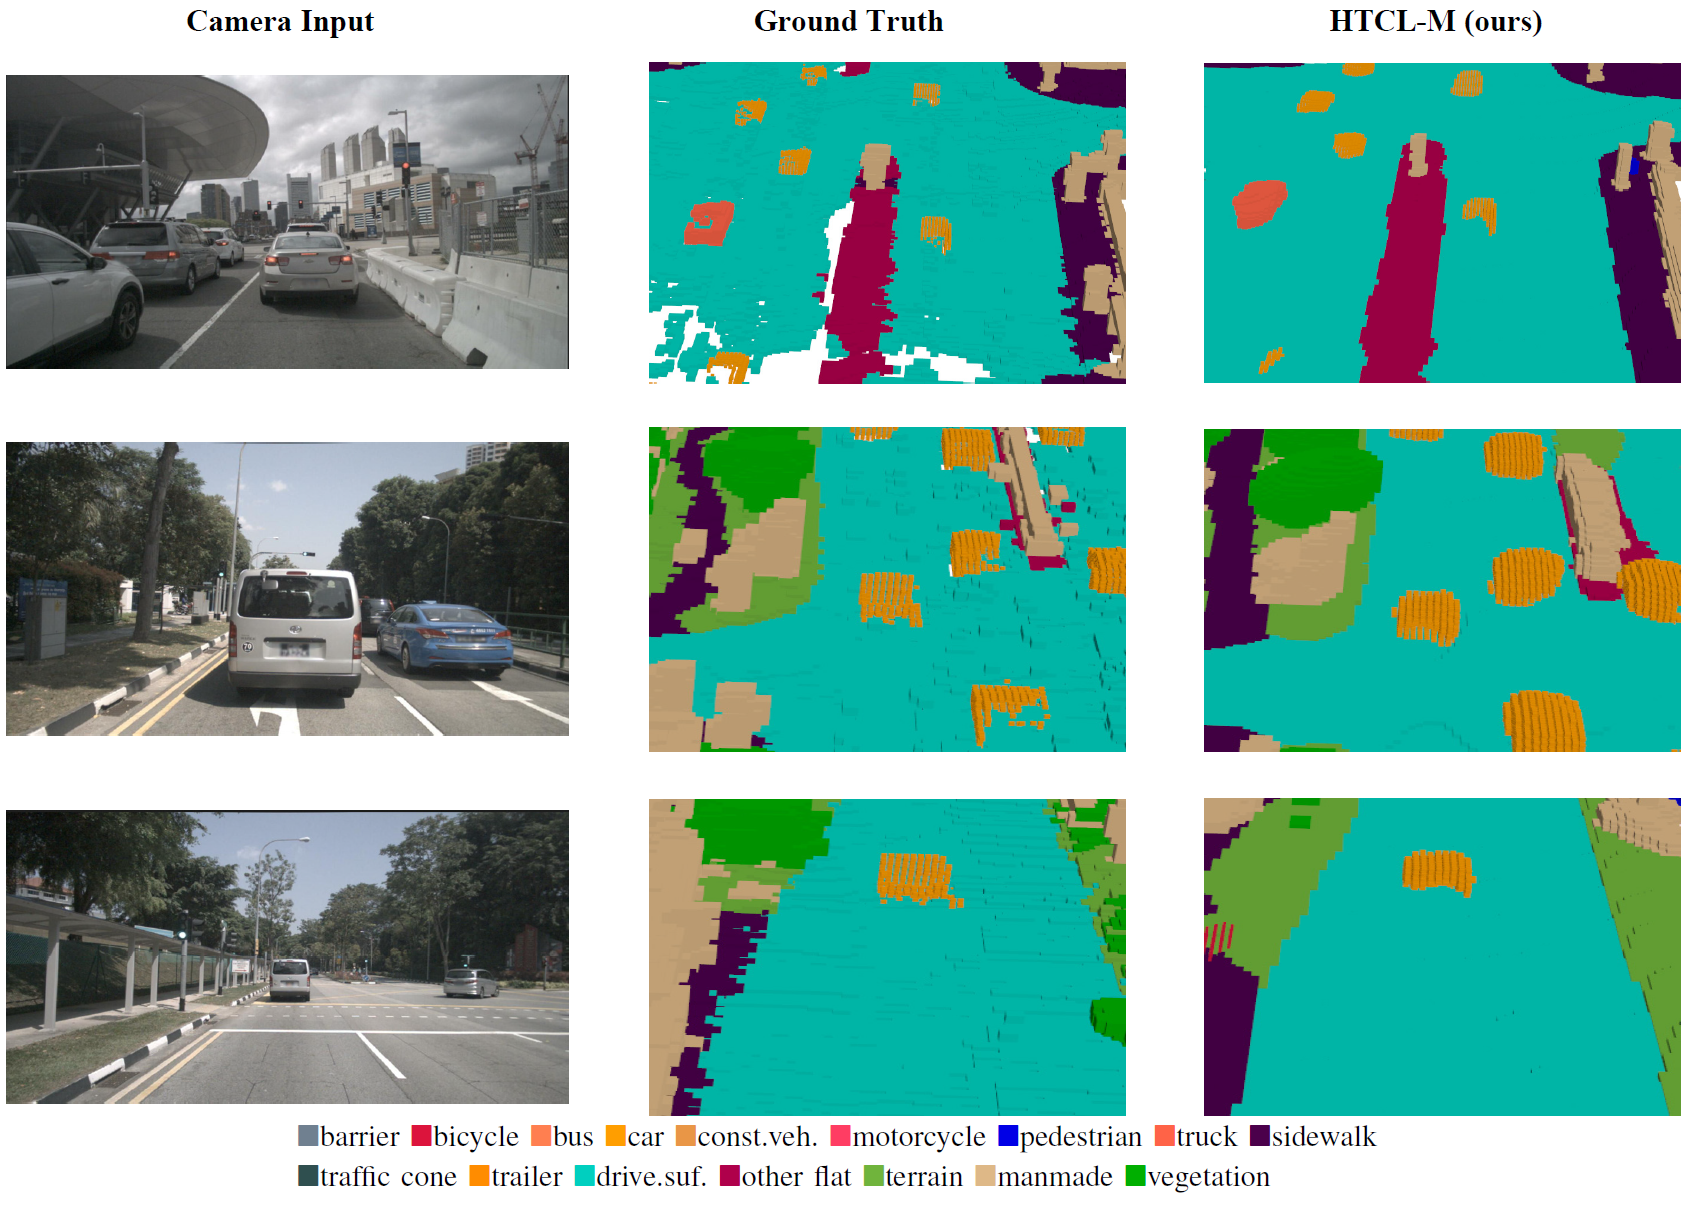 Camera Input Ground Truth HTCL-M (ours)
79
barrier bicycle bus car const.veh. motorcycle pedestrian truck sidewalk
traffic cone trailer drive.suf. other flat terrain manmade vegetation